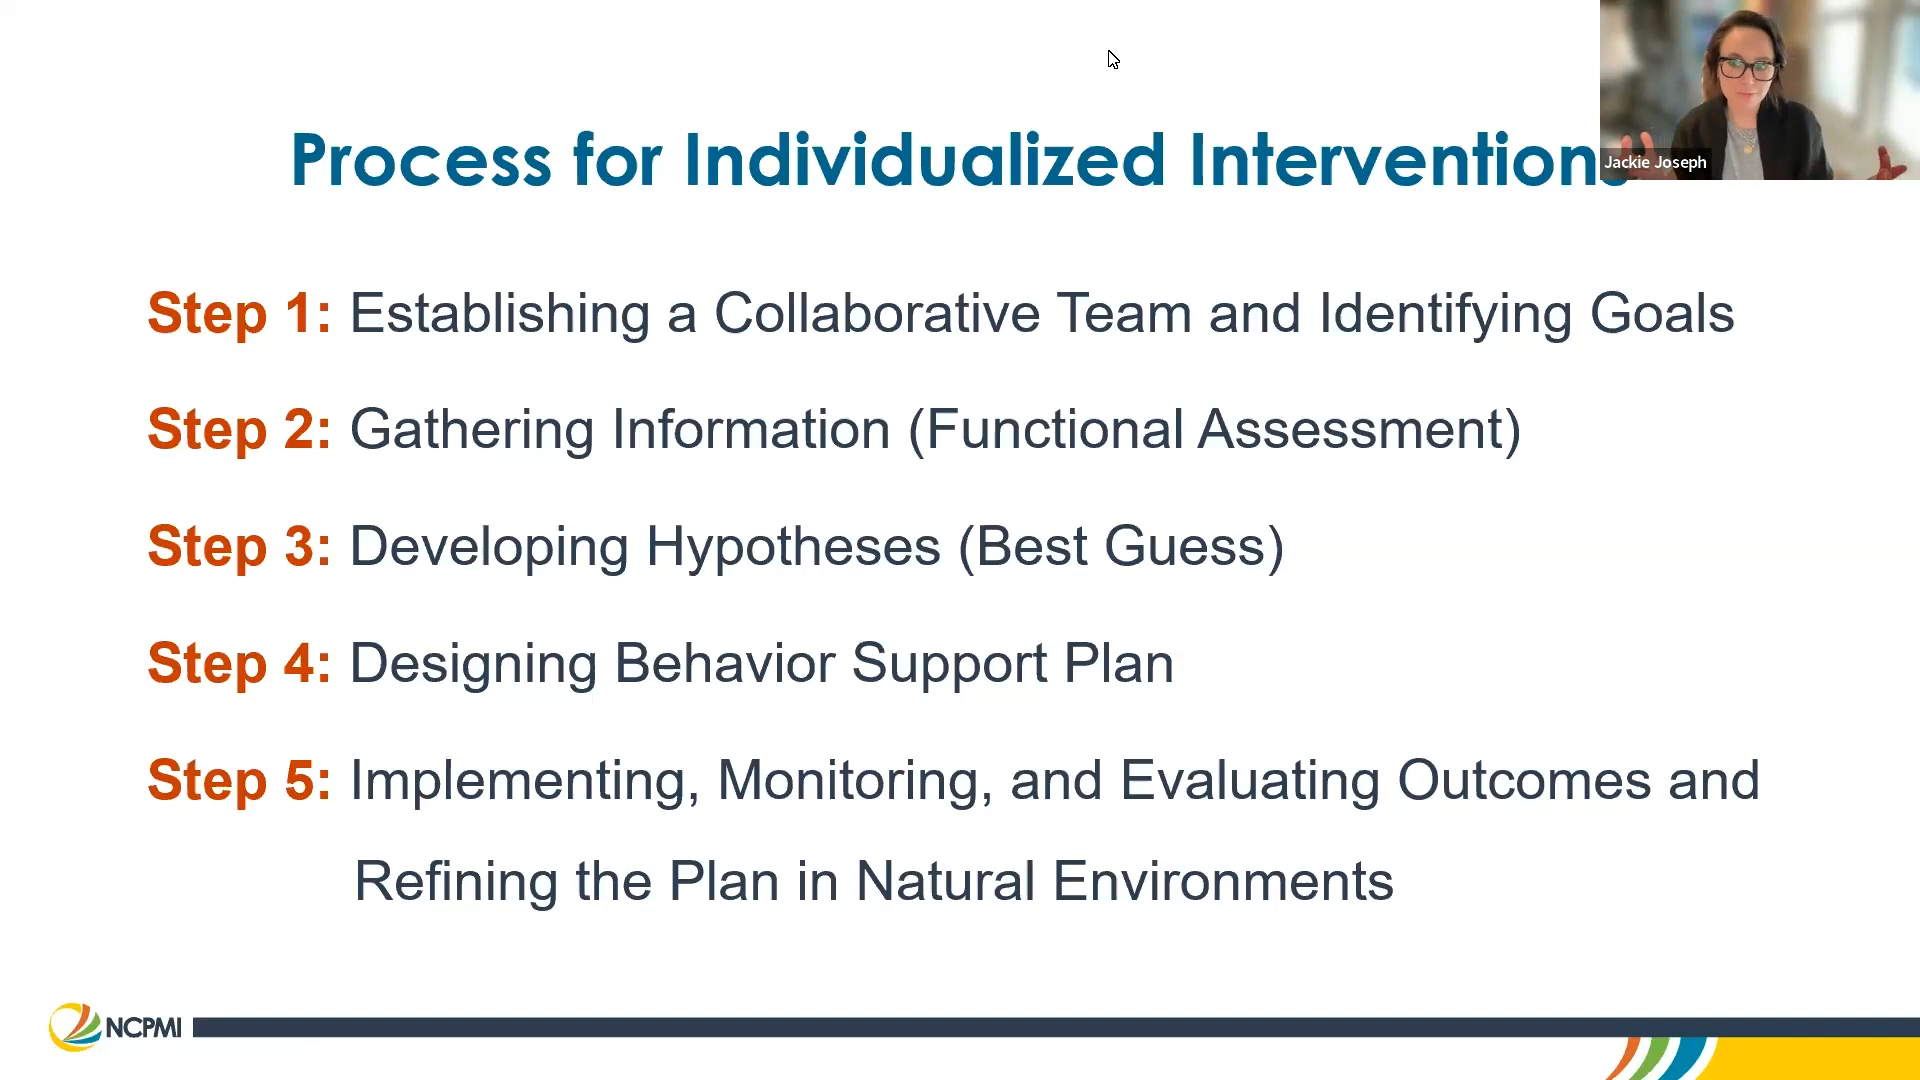 Process for Individualized Interventions
Jackie Joseph
Step 1: Establishing a Collaborative Team and Identifying Goals
Step 2: Gathering Information (Functional Assessment)
Step 3: Developing Hypotheses (Best Guess)
Step 4: Designing Behavior Support Plan
Step 5: Implementing, Monitoring, and Evaluating Outcomes and
Refining the Plan in Natural Environments
NCPMI